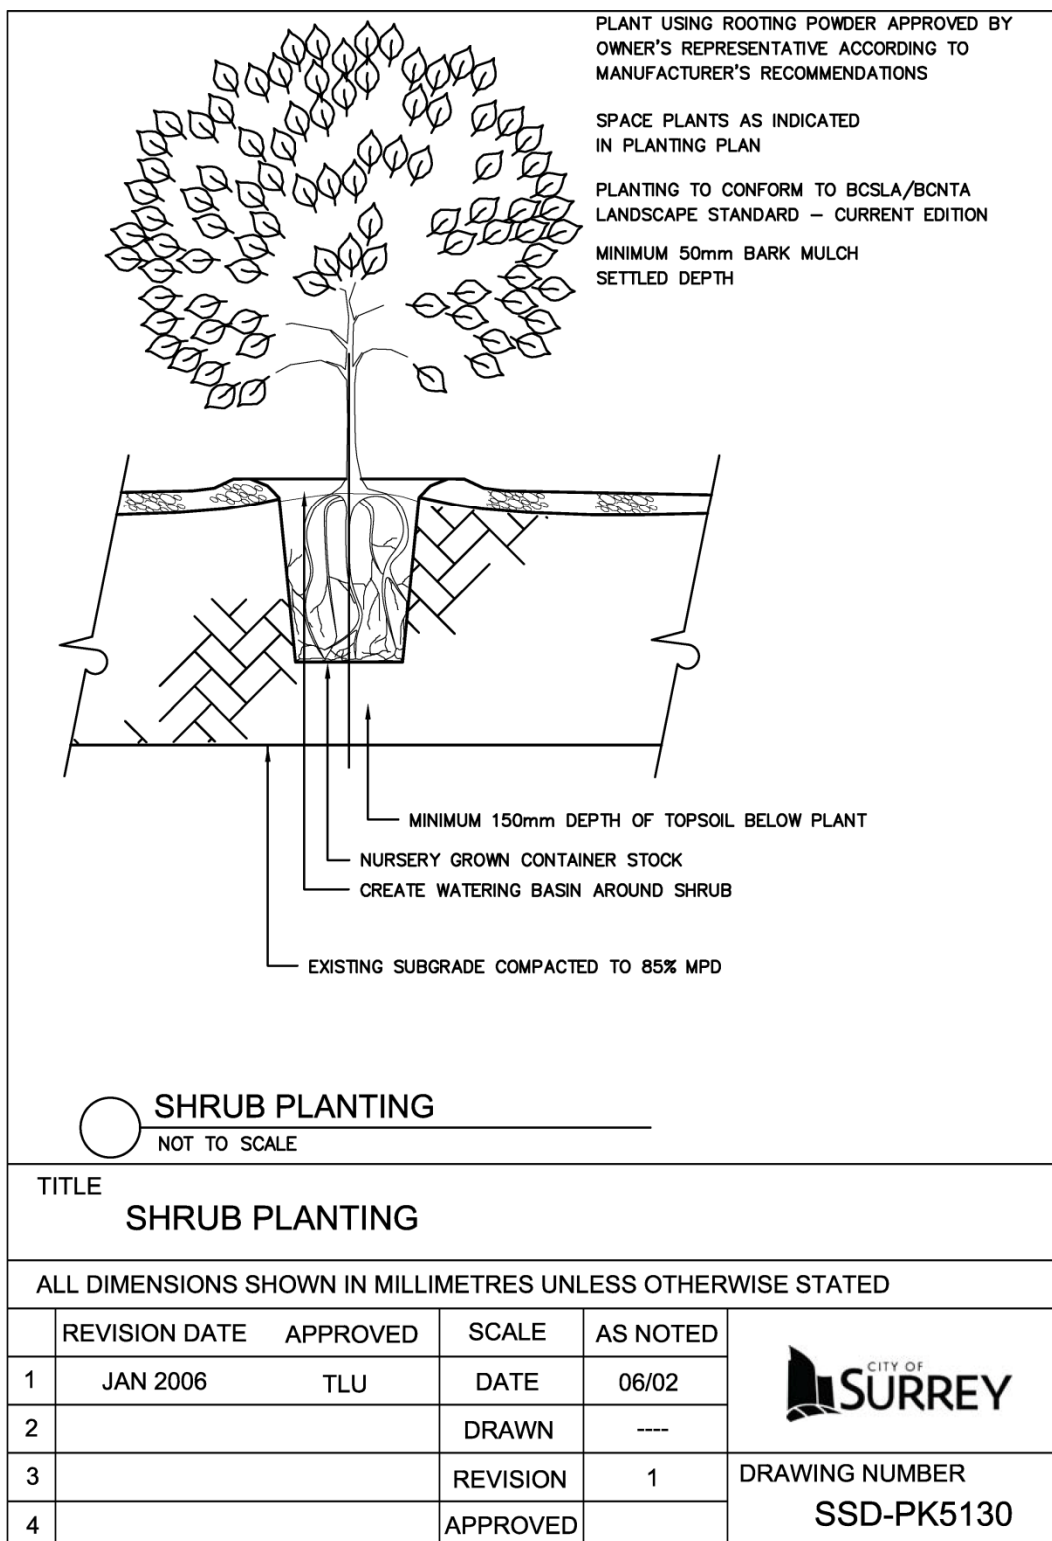 PLANT USING ROOTING POWDER APPROVED BY
OWNER'S REPRESENTATIVE ACCORDING TO
MANUFACTURER'S RECOMMENDATIONS
SPACE PLANTS AS INDICATED
IN PLANTING PLAN
PLANTING TO CONFORM TO BCSLA/BCNTA
LANDSCAPE STANDARD – CURRENT EDITION
MINIMUM 50mm BARK MULCH
SETTLED DEPTH
MINIMUM 150mm DEPTH OF TOPSOIL BELOW PLANT
NURSERY GROWN CONTAINER STOCK
CREATE WATERING BASIN AROUND SHRUB
EXISTING SUBGRADE COMPACTED TO 85% MPD
SHRUB PLANTING
NOT TO SCALE
TITLE
SHRUB PLANTING
ALL DIMENSIONS SHOWN IN MILLIMETRES UNLESS OTHERWISE STATED
REVISION DATE APPROVED SCALE AS NOTED
1 JAN 2006 TLU DATE 06/02
2 DRAWN ----
3 REVISION 1
4 APPROVED
CITY OF
SURREY
DRAWING NUMBER
SSD-PK5130